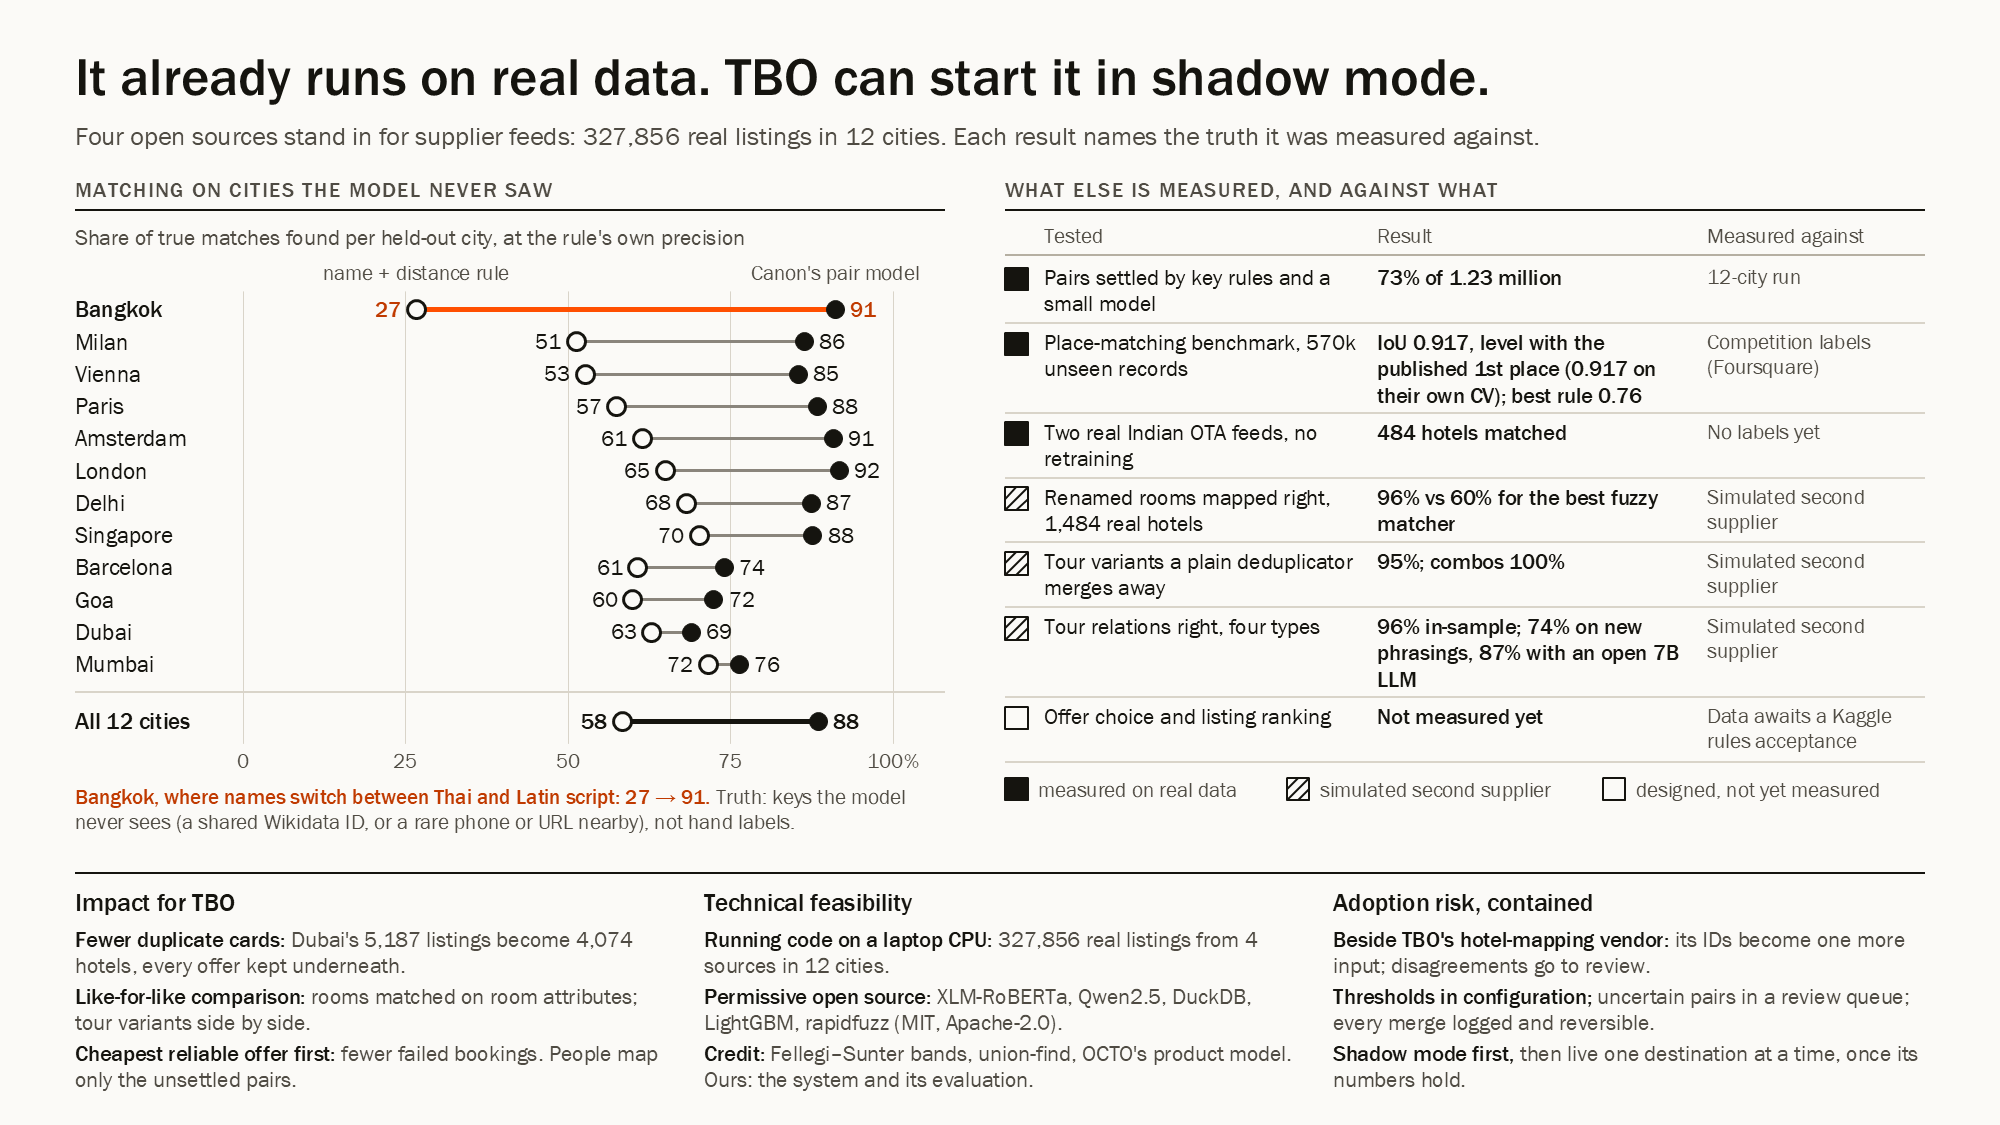 It already runs on real data. TBO can start it in shadow mode.
Four open sources stand in for supplier feeds: 327,856 real listings in 12 cities. Each result names the truth it was measured against.
MATCHING ON CITIES THE MODEL NEVER SAW
Share of true matches found per held-out city, at the rule's own precision
name + distance rule Canon's pair model
Bangkok 27 91
Milan 51 86
Vienna 53 85
Paris 57 88
Amsterdam 61 91
London 65 92
Delhi 68 87
Singapore 70 88
Barcelona 61 74
Goa 60 72
Dubai 63 69
Mumbai 72 76
All 12 cities 58 88
0 25 50 75 100%
Bangkok, where names switch between Thai and Latin script: 27 → 91. Truth: keys the model
never sees (a shared Wikidata ID, or a rare phone or URL nearby), not hand labels.
WHAT ELSE IS MEASURED, AND AGAINST WHAT
Tested Result Measured against
Pairs settled by key rules and a 73% of 1.23 million 12-city run
small model
Place-matching benchmark, 570k IoU 0.917, level with the Competition labels
unseen records published 1st place (0.917 on (Foursquare)
their own CV); best rule 0.76
Two real Indian OTA feeds, no 484 hotels matched No labels yet
retraining
Renamed rooms mapped right, 96% vs 60% for the best fuzzy Simulated second
1,484 real hotels matcher supplier
Tour variants a plain deduplicator 95%; combos 100% Simulated second
merges away supplier
Tour relations right, four types 96% in-sample; 74% on new Simulated second
phrasings, 87% with an open 7B supplier
LLM
Offer choice and listing ranking Not measured yet Data awaits a Kaggle
rules acceptance
measured on real data simulated second supplier designed, not yet measured
Impact for TBO
Fewer duplicate cards: Dubai's 5,187 listings become 4,074
hotels, every offer kept underneath.
Like-for-like comparison: rooms matched on room attributes;
tour variants side by side.
Cheapest reliable offer first: fewer failed bookings. People map
only the unsettled pairs.
Technical feasibility
Running code on a laptop CPU: 327,856 real listings from 4
sources in 12 cities.
Permissive open source: XLM-RoBERTa, Qwen2.5, DuckDB,
LightGBM, rapidfuzz (MIT, Apache-2.0).
Credit: Fellegi–Sunter bands, union-find, OCTO's product model.
Ours: the system and its evaluation.
Adoption risk, contained
Beside TBO's hotel-mapping vendor: its IDs become one more
input; disagreements go to review.
Thresholds in configuration; uncertain pairs in a review queue;
every merge logged and reversible.
Shadow mode first, then live one destination at a time, once its
numbers hold.